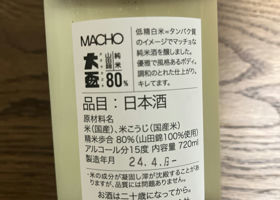 MACHO
山田錦
純米
80%
低精白米=タンパク質
のイメージでマッチョな
純米酒を醸しました。
優雅で風格あるボディ。
調和のとれた仕上がり。
キしてます。
品目:日本酒
原材料名
米(国産)、米こうじ(国産米)
精米歩合 80%(山田錦100%使用)
アルコール分15度 内容量 720ml
製造年月 24.4.
・米の成分が凝固し滓が沈殿することがあ
りますが、品質には問題ありません。
お酒は二十歳になってから。